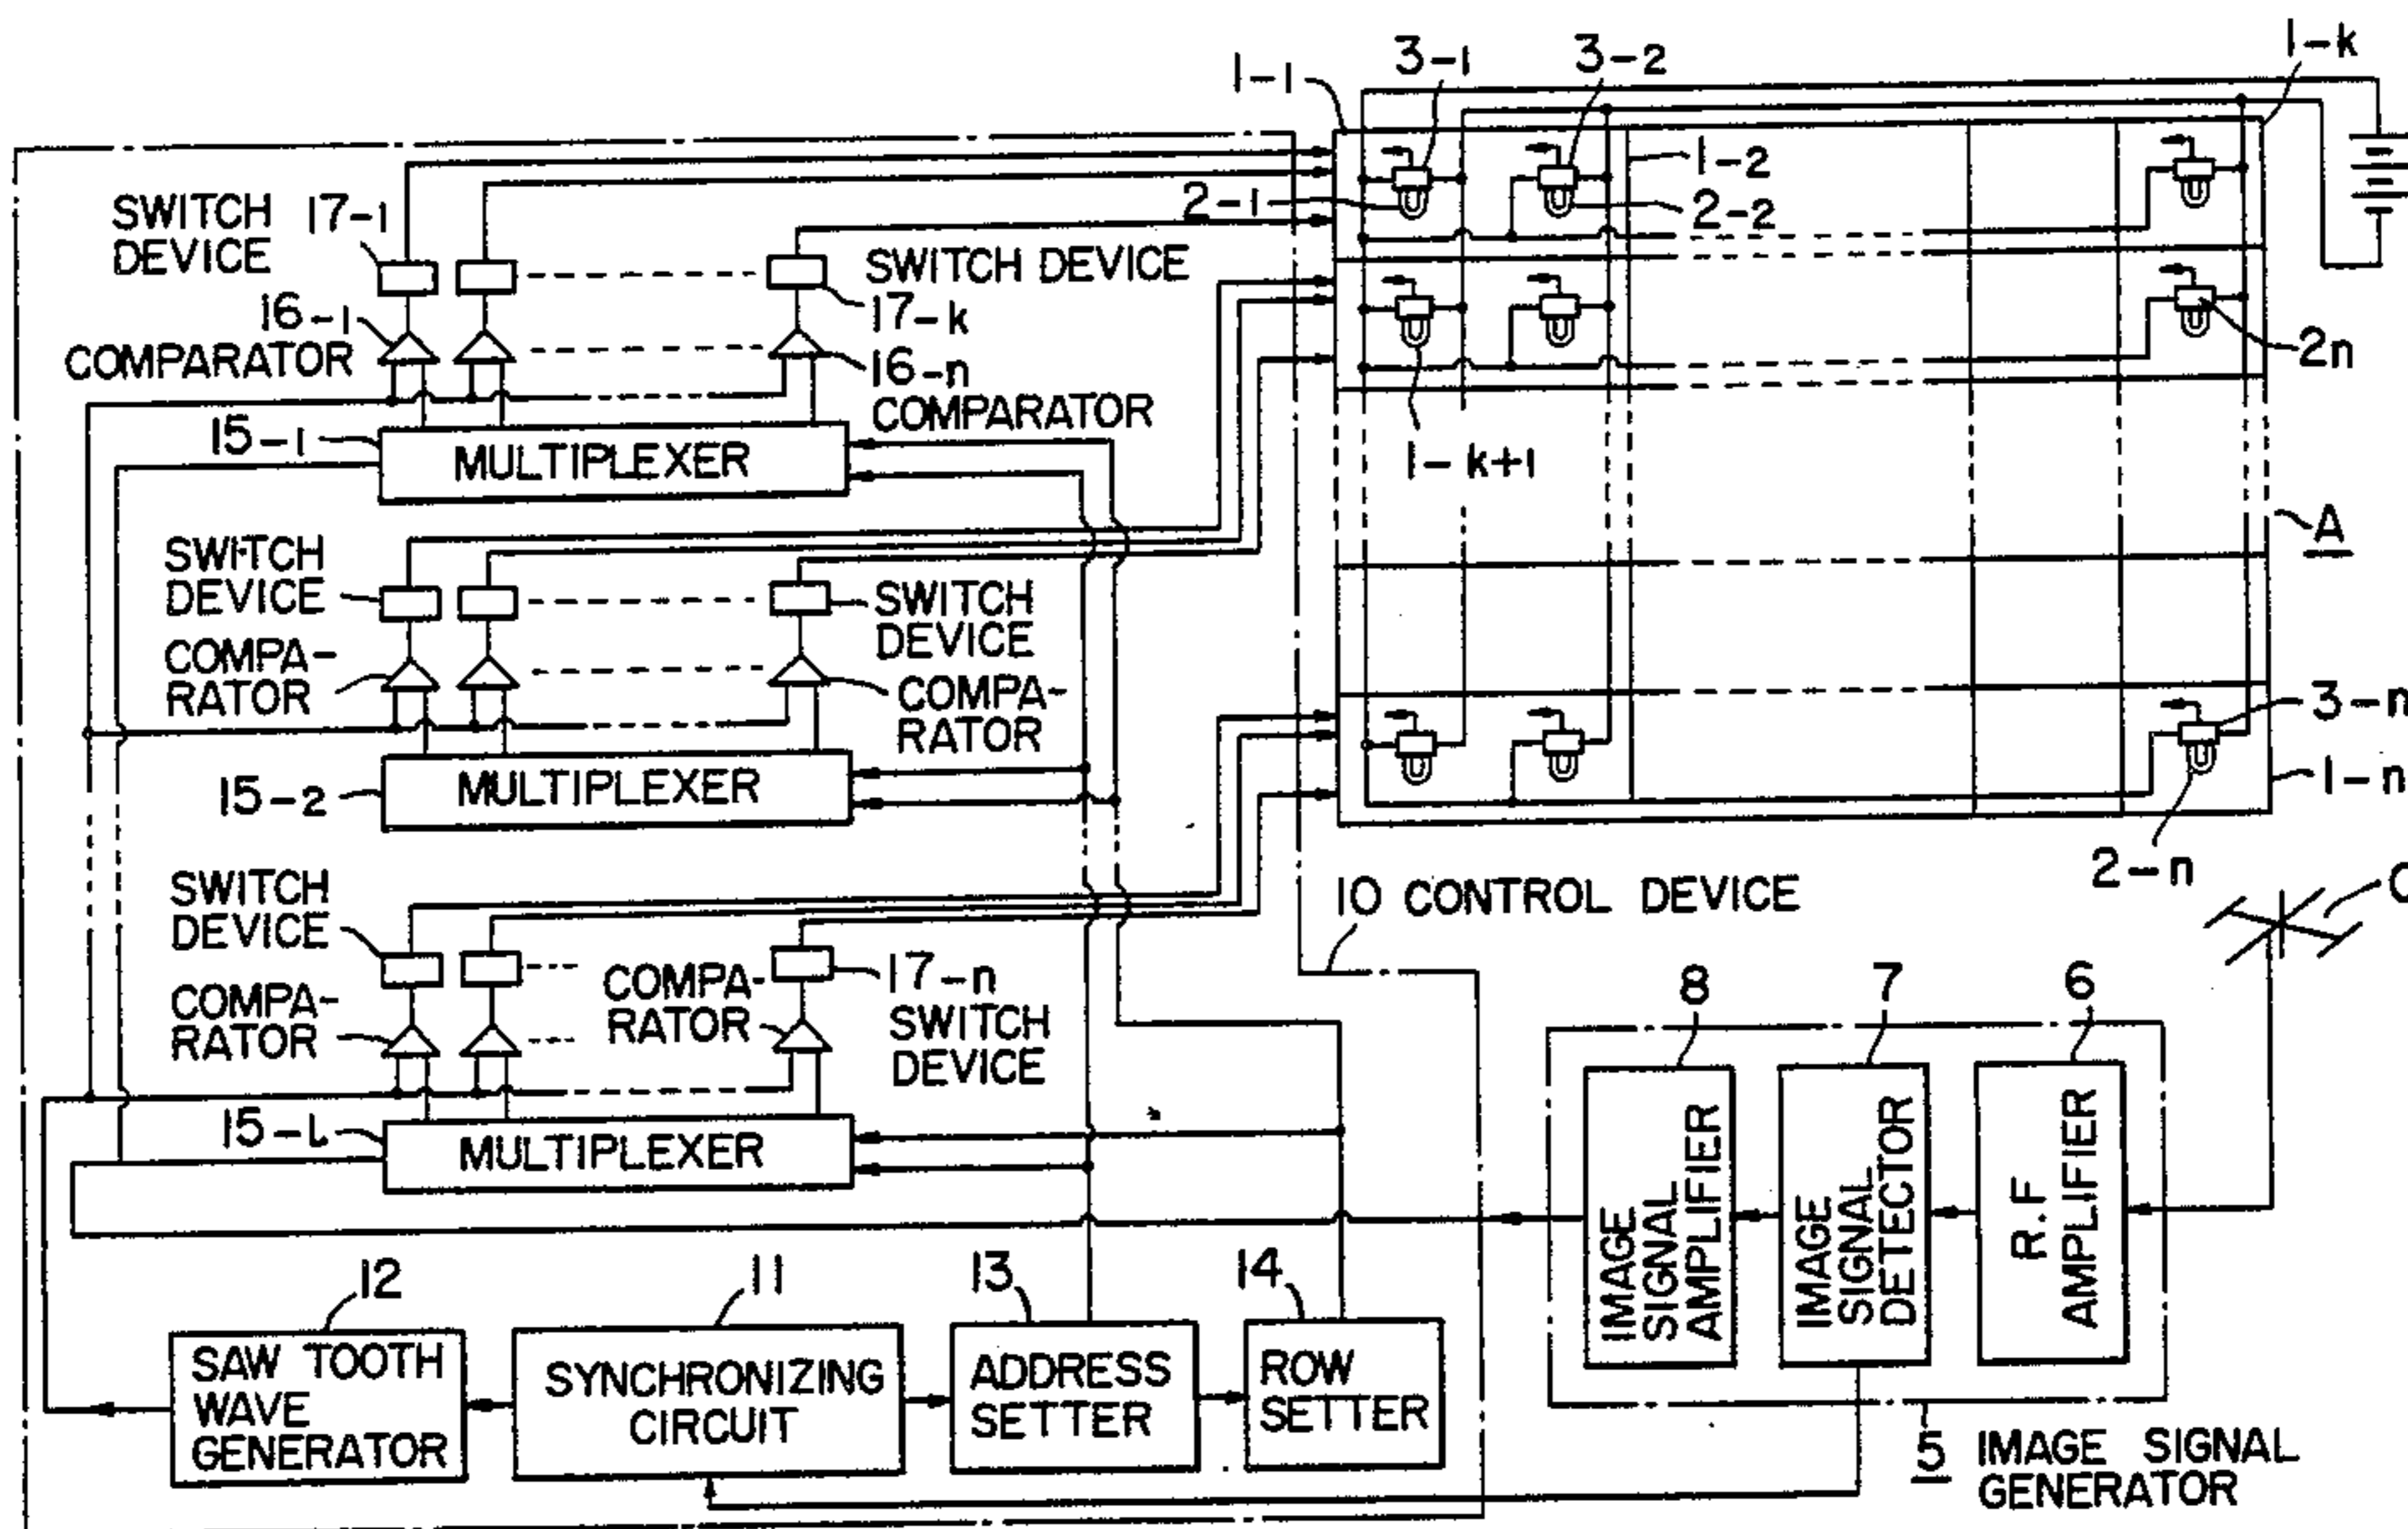 1-1
3-1
3-2
1-k
1-2
2-1
2-2
SWITCH
DEVICE
17-1
SWITCH DEVICE
17-k
16-1
COMPARATOR
16-n
COMPARATOR
15-1
MULTIPLEXER
2n
1-k+1
A
SWITCH
DEVICE
SWITCH
DEVICE
COMPA-
RATOR
COMPA-
RATOR
15-2
MULTIPLEXER
3-n
1-n
2-n
SWITCH
DEVICE
10 CONTROL DEVICE
COMPA-
RATOR
COMPA-
RATOR
17-n
SWITCH
DEVICE
15-l
MULTIPLEXER
8
7
6
IMAGE
SIGNAL
AMPLIFIER
IMAGE
SIGNAL
DETECTOR
R.F
AMPLIFIER
12
11
13
14
SAW TOOTH
WAVE
GENERATOR
SYNCHRONIZING
CIRCUIT
ADDRESS
SETTER
ROW
SETTER
5 IMAGE SIGNAL
GENERATOR